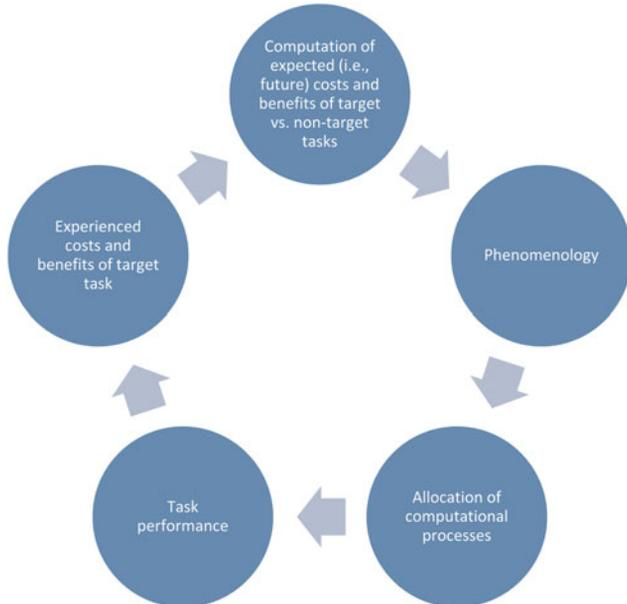 Computation of
expected (i.e.,
future) costs and
benefits of target
vs. non-target
tasks
Phenomenology
Allocation of
computational
processes
Task
performance
Experienced
costs and
benefits of target
task